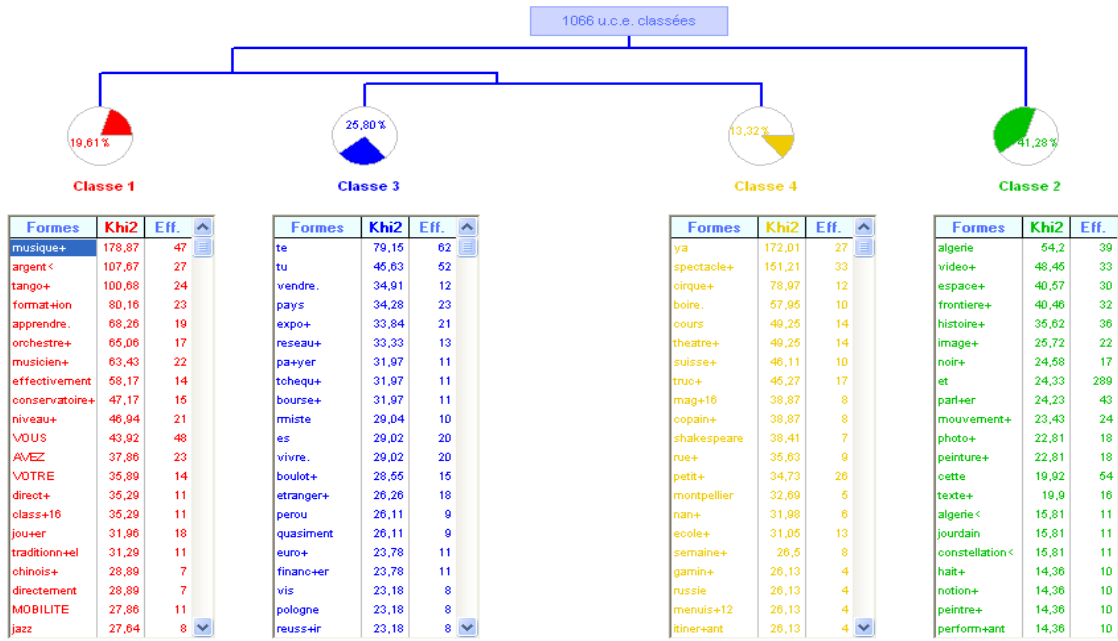 1066 u.c.e. classées
19,61%
25,80%
13,32%
41,28%
Classe 1
Classe 3
Classe 4
Classe 2
Formes Khi2 Eff.
musique+ 178,87 47
argent< 107,67 27
tango+ 100,68 24
format+ion 80,16 23
apprendre. 68,26 19
orchestre+ 65,06 17
musicien+ 63,43 22
effectivement 58,17 14
conservatoire+ 47,17 15
niveau+ 46,94 21
VOUS 43,92 48
AVEZ 37,86 23
VOTRE 35,89 14
direct+ 35,29 11
class+16 35,29 11
jou+er 31,96 18
traditionn+el 31,29 11
chinois+ 28,89 7
directement 28,89 7
MOBILITE 27,86 11
jazz 27,64 8
Formes Khi2 Eff.
te 79,15 62
tu 45,63 52
vendre. 34,91 12
pays 34,28 23
expo+ 33,84 21
reseau+ 33,33 13
pa+yer 31,97 11
tchequ+ 31,97 11
bourse+ 31,97 11
rmiste 29,04 10
es 29,02 20
vivre. 29,02 20
boulot+ 28,55 15
etranger+ 26,26 18
perou 26,11 9
quasiment 26,11 9
euro+ 23,78 11
financ+er 23,78 11
vis 23,18 8
pologne 23,18 8
reuss+ir 23,18 8
Formes Khi2 Eff.
ya 172,01 27
spectacle+ 151,21 33
cirque+ 78,97 12
boire. 57,95 10
cours 49,25 14
theatre+ 49,25 14
suisse+ 46,11 10
truc+ 45,27 17
mag+16 38,87 8
copain+ 38,87 8
shakespeare 38,41 7
rue+ 35,63 9
petit+ 34,73 26
montpellier 32,69 5
nan+ 31,98 6
ecole+ 31,05 13
semaine+ 26,5 8
gamin+ 26,13 4
russie 26,13 4
menuis+12 26,13 4
itiner+ant 26,13 4
Formes Khi2 Eff.
algerie 54,2 39
video+ 48,45 33
espace+ 40,57 30
frontiere+ 40,46 32
histoire+ 35,62 36
image+ 25,72 22
noir+ 24,58 17
et 24,33 289
parl+er 24,23 43
mouvement+ 23,43 24
photo+ 22,81 18
peinture+ 22,81 18
cette 19,92 54
texte+ 19,9 16
algerie< 15,81 11
jourdain 15,81 11
constellation< 15,81 11
hait+ 14,36 10
notion+ 14,36 10
peintre+ 14,36 10
perform+ant 14,36 10